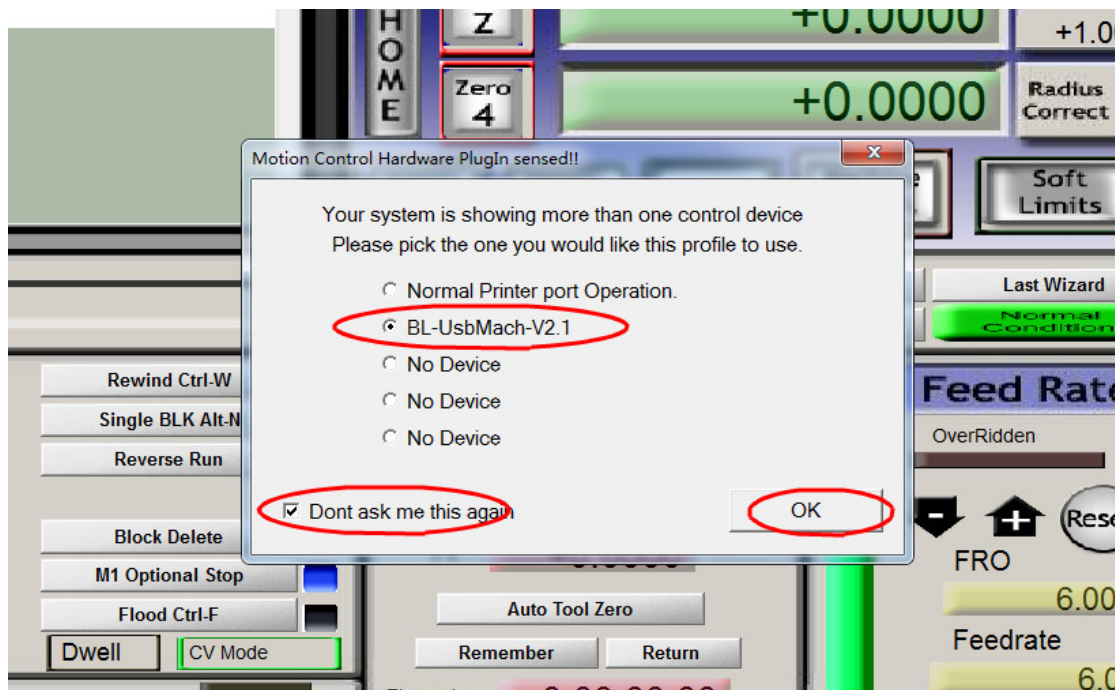 HOME
Z
+0.0000
+1.00
Zero
4
+0.0000
Radius
Correct
Motion Control Hardware PlugIn sensed!!
x
Your system is showing more than one control device
Please pick the one you would like this profile to use.
Normal Printer port Operation.
BL-UsbMach-V2.1
No Device
No Device
No Device
Dont ask me this again
OK
Soft
Limits
Last Wizard
Normal
Condition
Rewind Ctrl-W
Single BLK Alt-N
Reverse Run
Block Delete
M1 Optional Stop
Flood Ctrl-F
Dwell
CV Mode
Feed Rate
OverRidden
-
+
Rese
FRO
6.00
Feedrate
6.0
Auto Tool Zero
Remember
Return